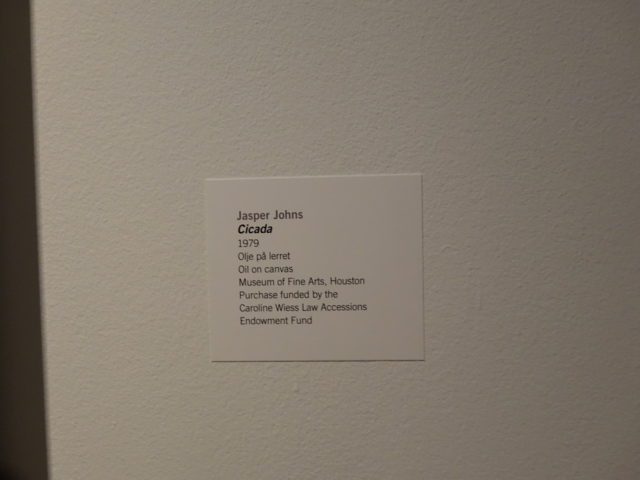 Jasper Johns
Cicada
1979
Olje på lerret
Oil on canvas
Museum of Fine Arts, Houston
Purchase funded by the
Caroline Wiess Law Accessions
Endowment Fund